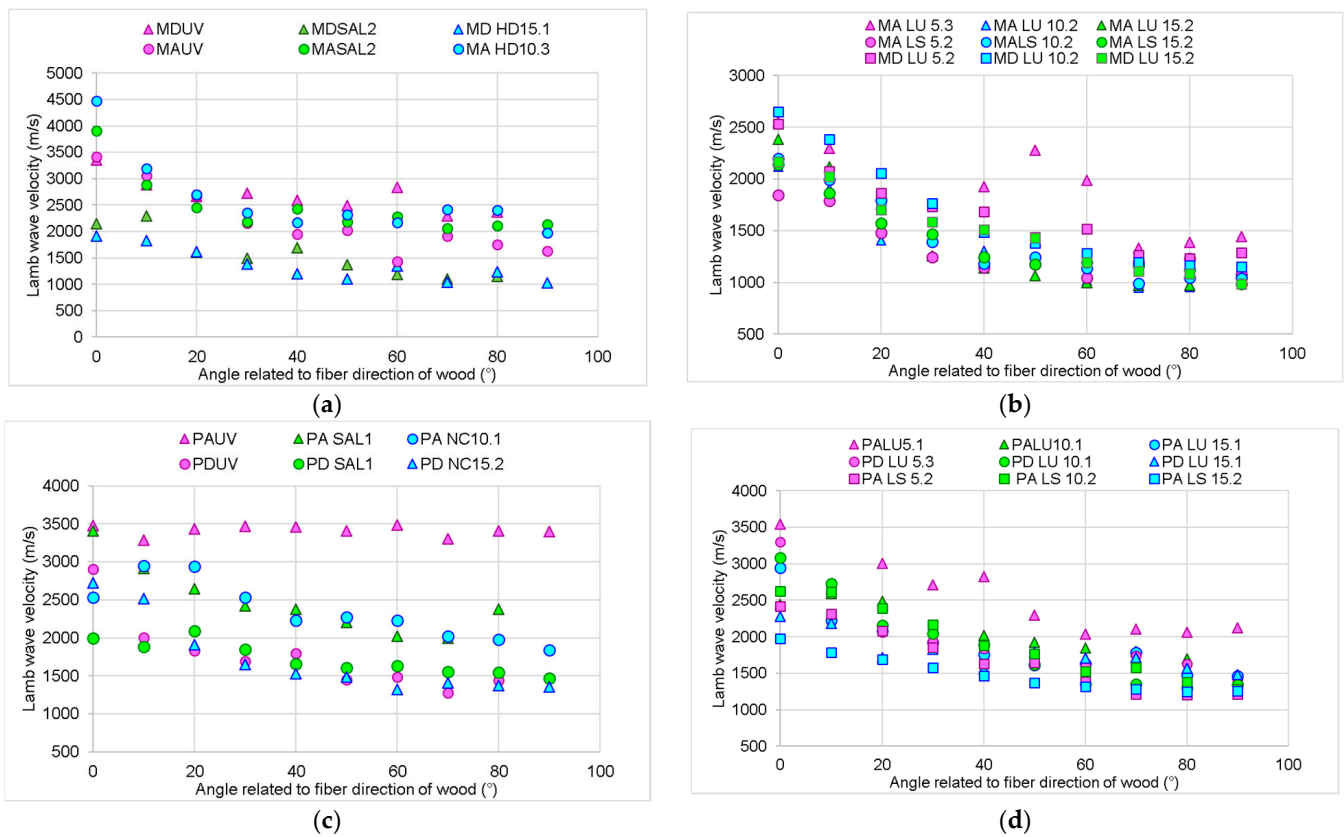 MDUV MDSAL2 MD HD15.1
MAUV MASAL2 MA HD10.3
5000
4500
4000
3500
3000
2500
2000
1500
1000
500
0
Lamb wave velocity (m/s)
0 20 40 60 80 100
Angle related to fiber direction of wood (°)
(a)
MA LU 5.3 MA LU 10.2 MA LU 15.2
MA LS 5.2 MALS 10.2 MA LS 15.2
MD LU 5.2 MD LU 10.2 MD LU 15.2
3000
2500
2000
1500
1000
500
Lamb wave velocity (m/s)
0 20 40 60 80 100
Angle related to fiber direction of wood (°)
(b)
PAUV PA SAL1 PA NC10.1
PDUV PD SAL1 PD NC15.2
4000
3500
3000
2500
2000
1500
1000
500
Lamb wave velocity (m/s)
0 20 40 60 80 100
Angle related to fiber direction of wood (°)
(c)
PALU5.1 PALU10.1 PA LU 15.1
PD LU 5.3 PD LU 10.1 PD LU 15.1
PA LS 5.2 PA LS 10.2 PA LS 15.2
4000
3500
3000
2500
2000
1500
1000
500
Lamb wave velocity (m/s)
0 20 40 60 80 100
Angle related to fiber direction of wood (°)
(d)